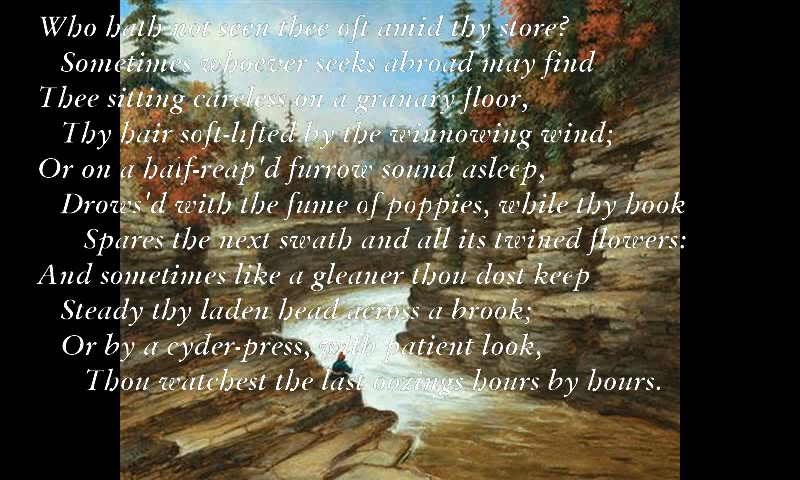 Who hath not seen thee oft amid thy store?
Sometimes whoever seeks abroad may find
Thee sitting careless on a granary floor,
Thy hair soft-lifted by the winnowing wind;
Or on a half-reap'd furrow sound asleep,
Drows'd with the fume of poppies, while thy hook
Spares the next swath and all its twined flowers:
And sometimes like a gleaner thou dost keep
Steady thy laden head across a brook;
Or by a cyder-press, with patient look,
Thou watchest the last oozings hours by hours.